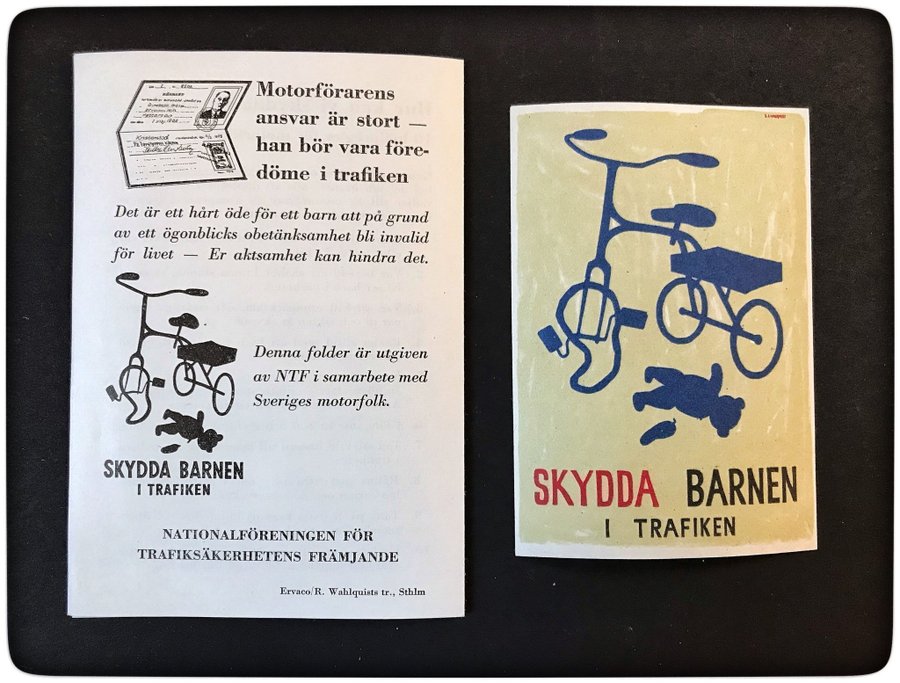 Motorförarens
ansvar är stort —
han bör vara före-
döme i trafiken
Det är ett hårt öde för ett barn att på grund
av ett ögonblicks obetänksamhet bli invalid
för livet — Er aktsamhet kan hindra det.
Denna folder är utgiven
av NTF i samarbete med
Sveriges motorfolk.
SKYDDA BARNEN
I TRAFIKEN
NATIONALFÖRENINGEN FÖR
TRAFIKSÄKERHETENS FRÄMJANDE
Ervaco/R. Wahlquists tr., Sthlm
SKYDDA BARNEN
I TRAFIKEN